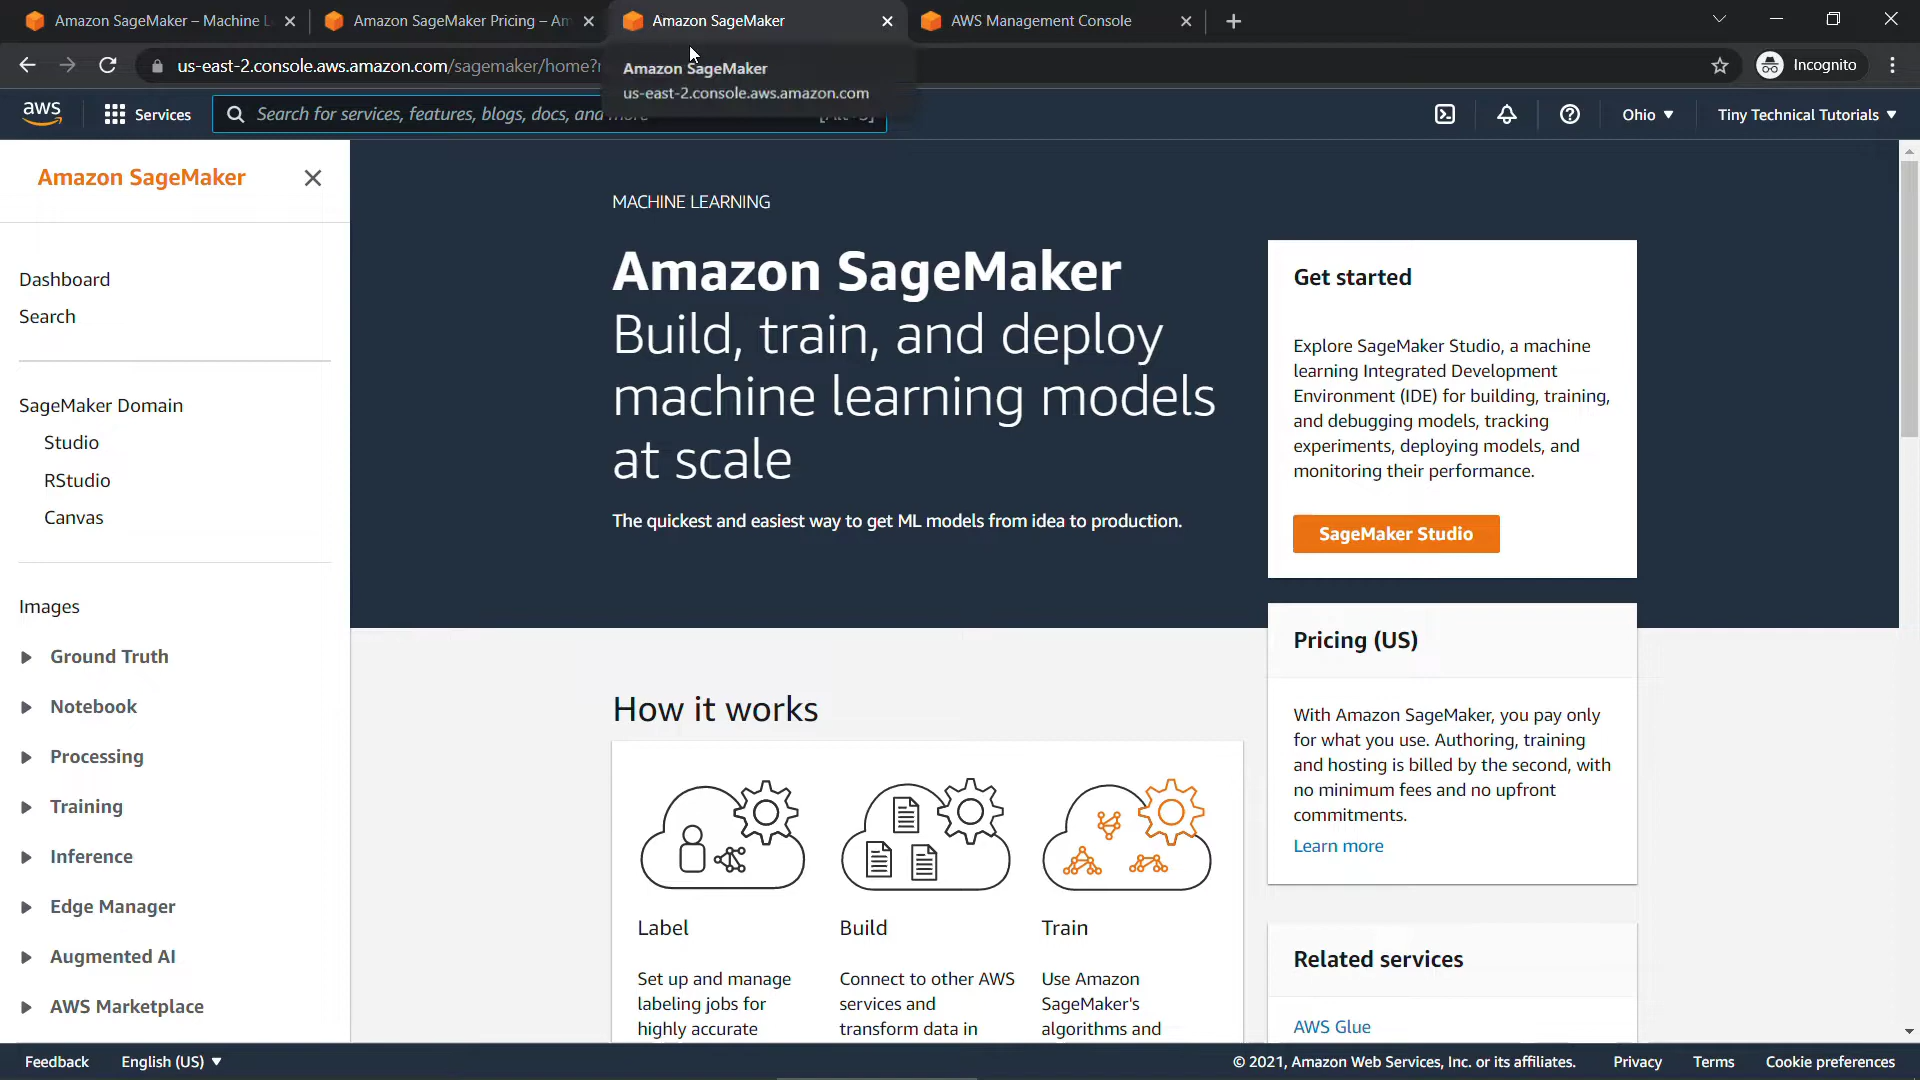 Amazon SageMaker – Machine L
Amazon SageMaker Pricing – Am
Amazon SageMaker
AWS Management Console
us-east-2.console.aws.amazon.com/sagemaker/home?r
Incognito
Amazon SageMaker
us-east-2.console.aws.amazon.com
aws
Services
Search for services, features, blogs, docs, and more
[Alt+S]
Ohio
Tiny Technical Tutorials
Amazon SageMaker
Dashboard
Search
SageMaker Domain
Studio
RStudio
Canvas
Images
Ground Truth
Notebook
Processing
Training
Inference
Edge Manager
Augmented AI
AWS Marketplace
MACHINE LEARNING
Amazon SageMaker
Build, train, and deploy
machine learning models
at scale
The quickest and easiest way to get ML models from idea to production.
Get started
Explore SageMaker Studio, a machine
learning Integrated Development
Environment (IDE) for building, training,
and debugging models, tracking
experiments, deploying models, and
monitoring their performance.
SageMaker Studio
Pricing (US)
With Amazon SageMaker, you pay only
for what you use. Authoring, training
and hosting is billed by the second, with
no minimum fees and no upfront
commitments.
Learn more
Related services
AWS Glue
How it works
Label
Set up and manage
labeling jobs for
highly accurate
Build
Connect to other AWS
services and
transform data in
Train
Use Amazon
SageMaker's
algorithms and
Feedback
English (US)
© 2021, Amazon Web Services, Inc. or its affiliates.
Privacy
Terms
Cookie preferences